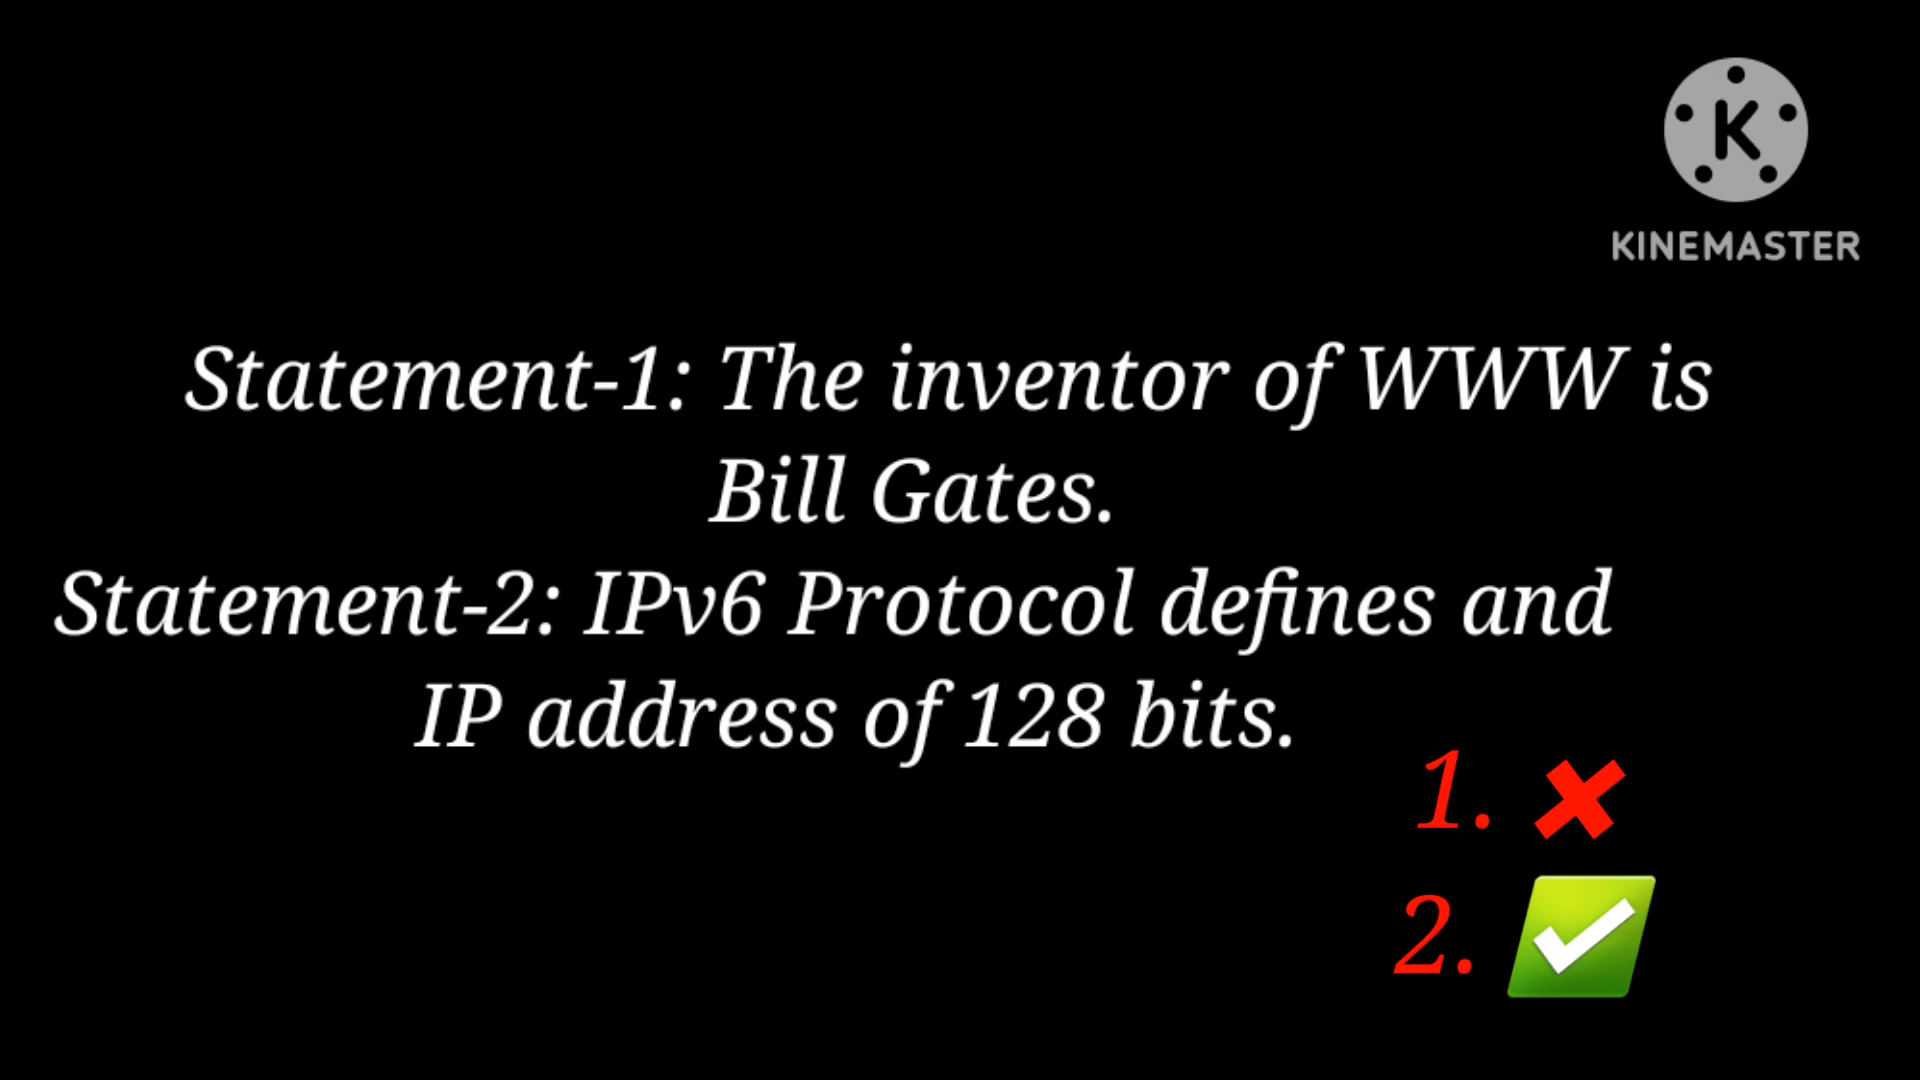 K
KINEMASTER
Statement-1: The inventor of WWW is
Bill Gates.
Statement-2: IPv6 Protocol defines and
IP address of 128 bits.
1. ✖
2. ✅